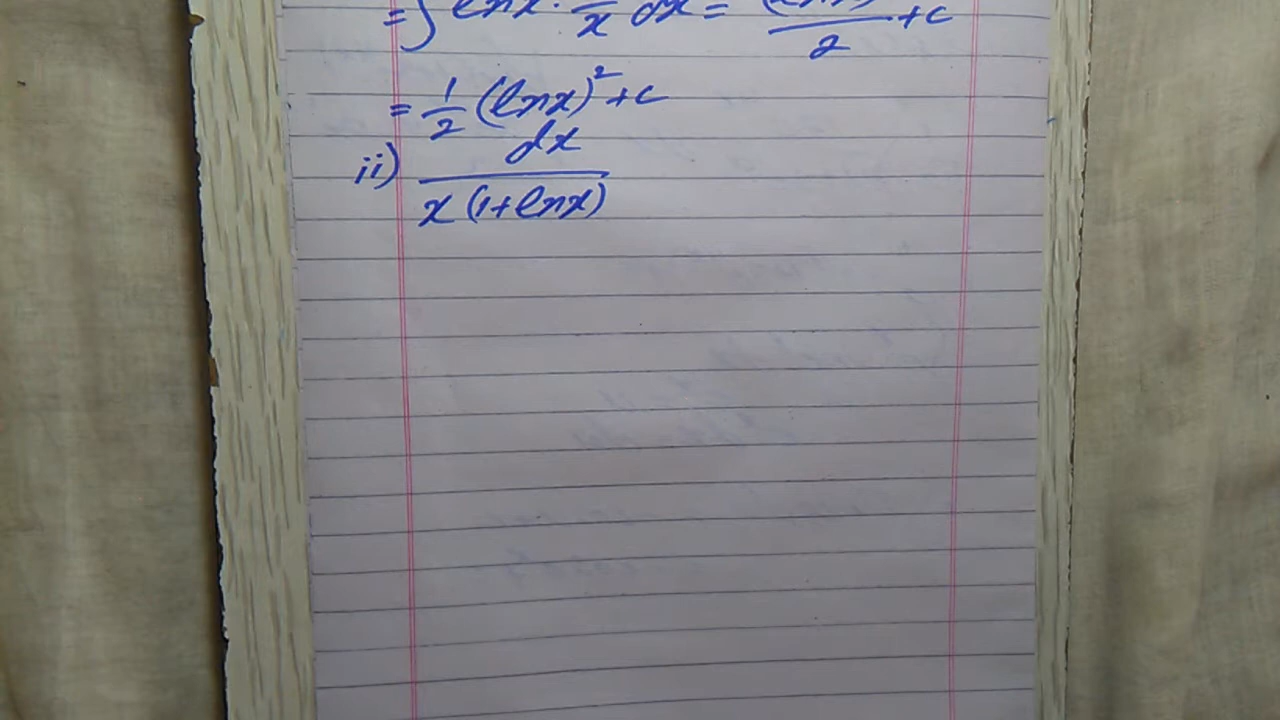 = ∫ lnx · 1/x dx = (lnx)²/2 + c
= 1/2 (lnx)² + c
ii) dx / x(1+lnx)